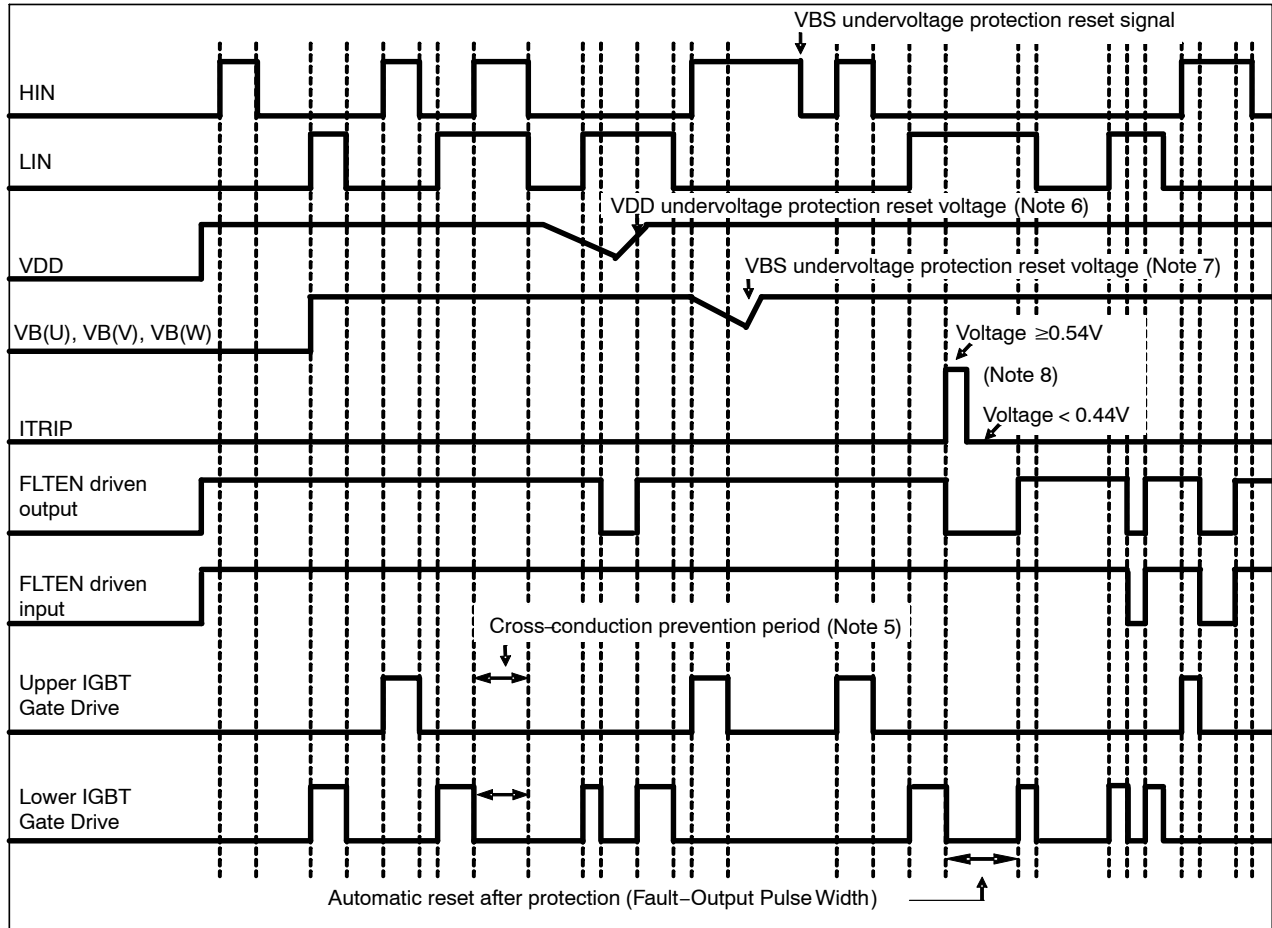 VBS undervoltage protection reset signal
HIN
LIN
VDD undervoltage protection reset voltage (Note 6)
VDD
VBS undervoltage protection reset voltage (Note 7)
VB(U), VB(V), VB(W)
Voltage ≥0.54V
(Note 8)
Voltage < 0.44V
ITRIP
FLTEN driven
output
FLTEN driven
input
Cross−conduction prevention period (Note 5)
Upper IGBT
Gate Drive
Lower IGBT
Gate Drive
Automatic reset after protection (Fault−Output Pulse Width)